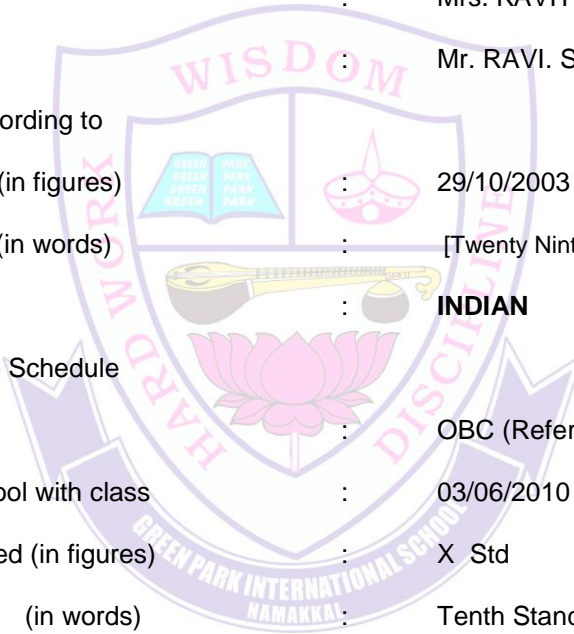 : Mrs. RAVIT
: Mr. RAVI. S
ording to
(in figures) : 29/10/2003
(in words) : [Twenty Nint
: INDIAN
Schedule
: OBC (Refer
ool with class : 03/06/2010
ed (in figures) : X Std
(in words) : Tenth Stand
WISDOM
HARD WORK
DISCIPLINE
GREEN PARK
GREEN PARK
GREEN PARK
GREEN PARK
GREEN PARK INTERNATIONAL SCHOOL
NAMAKKAL